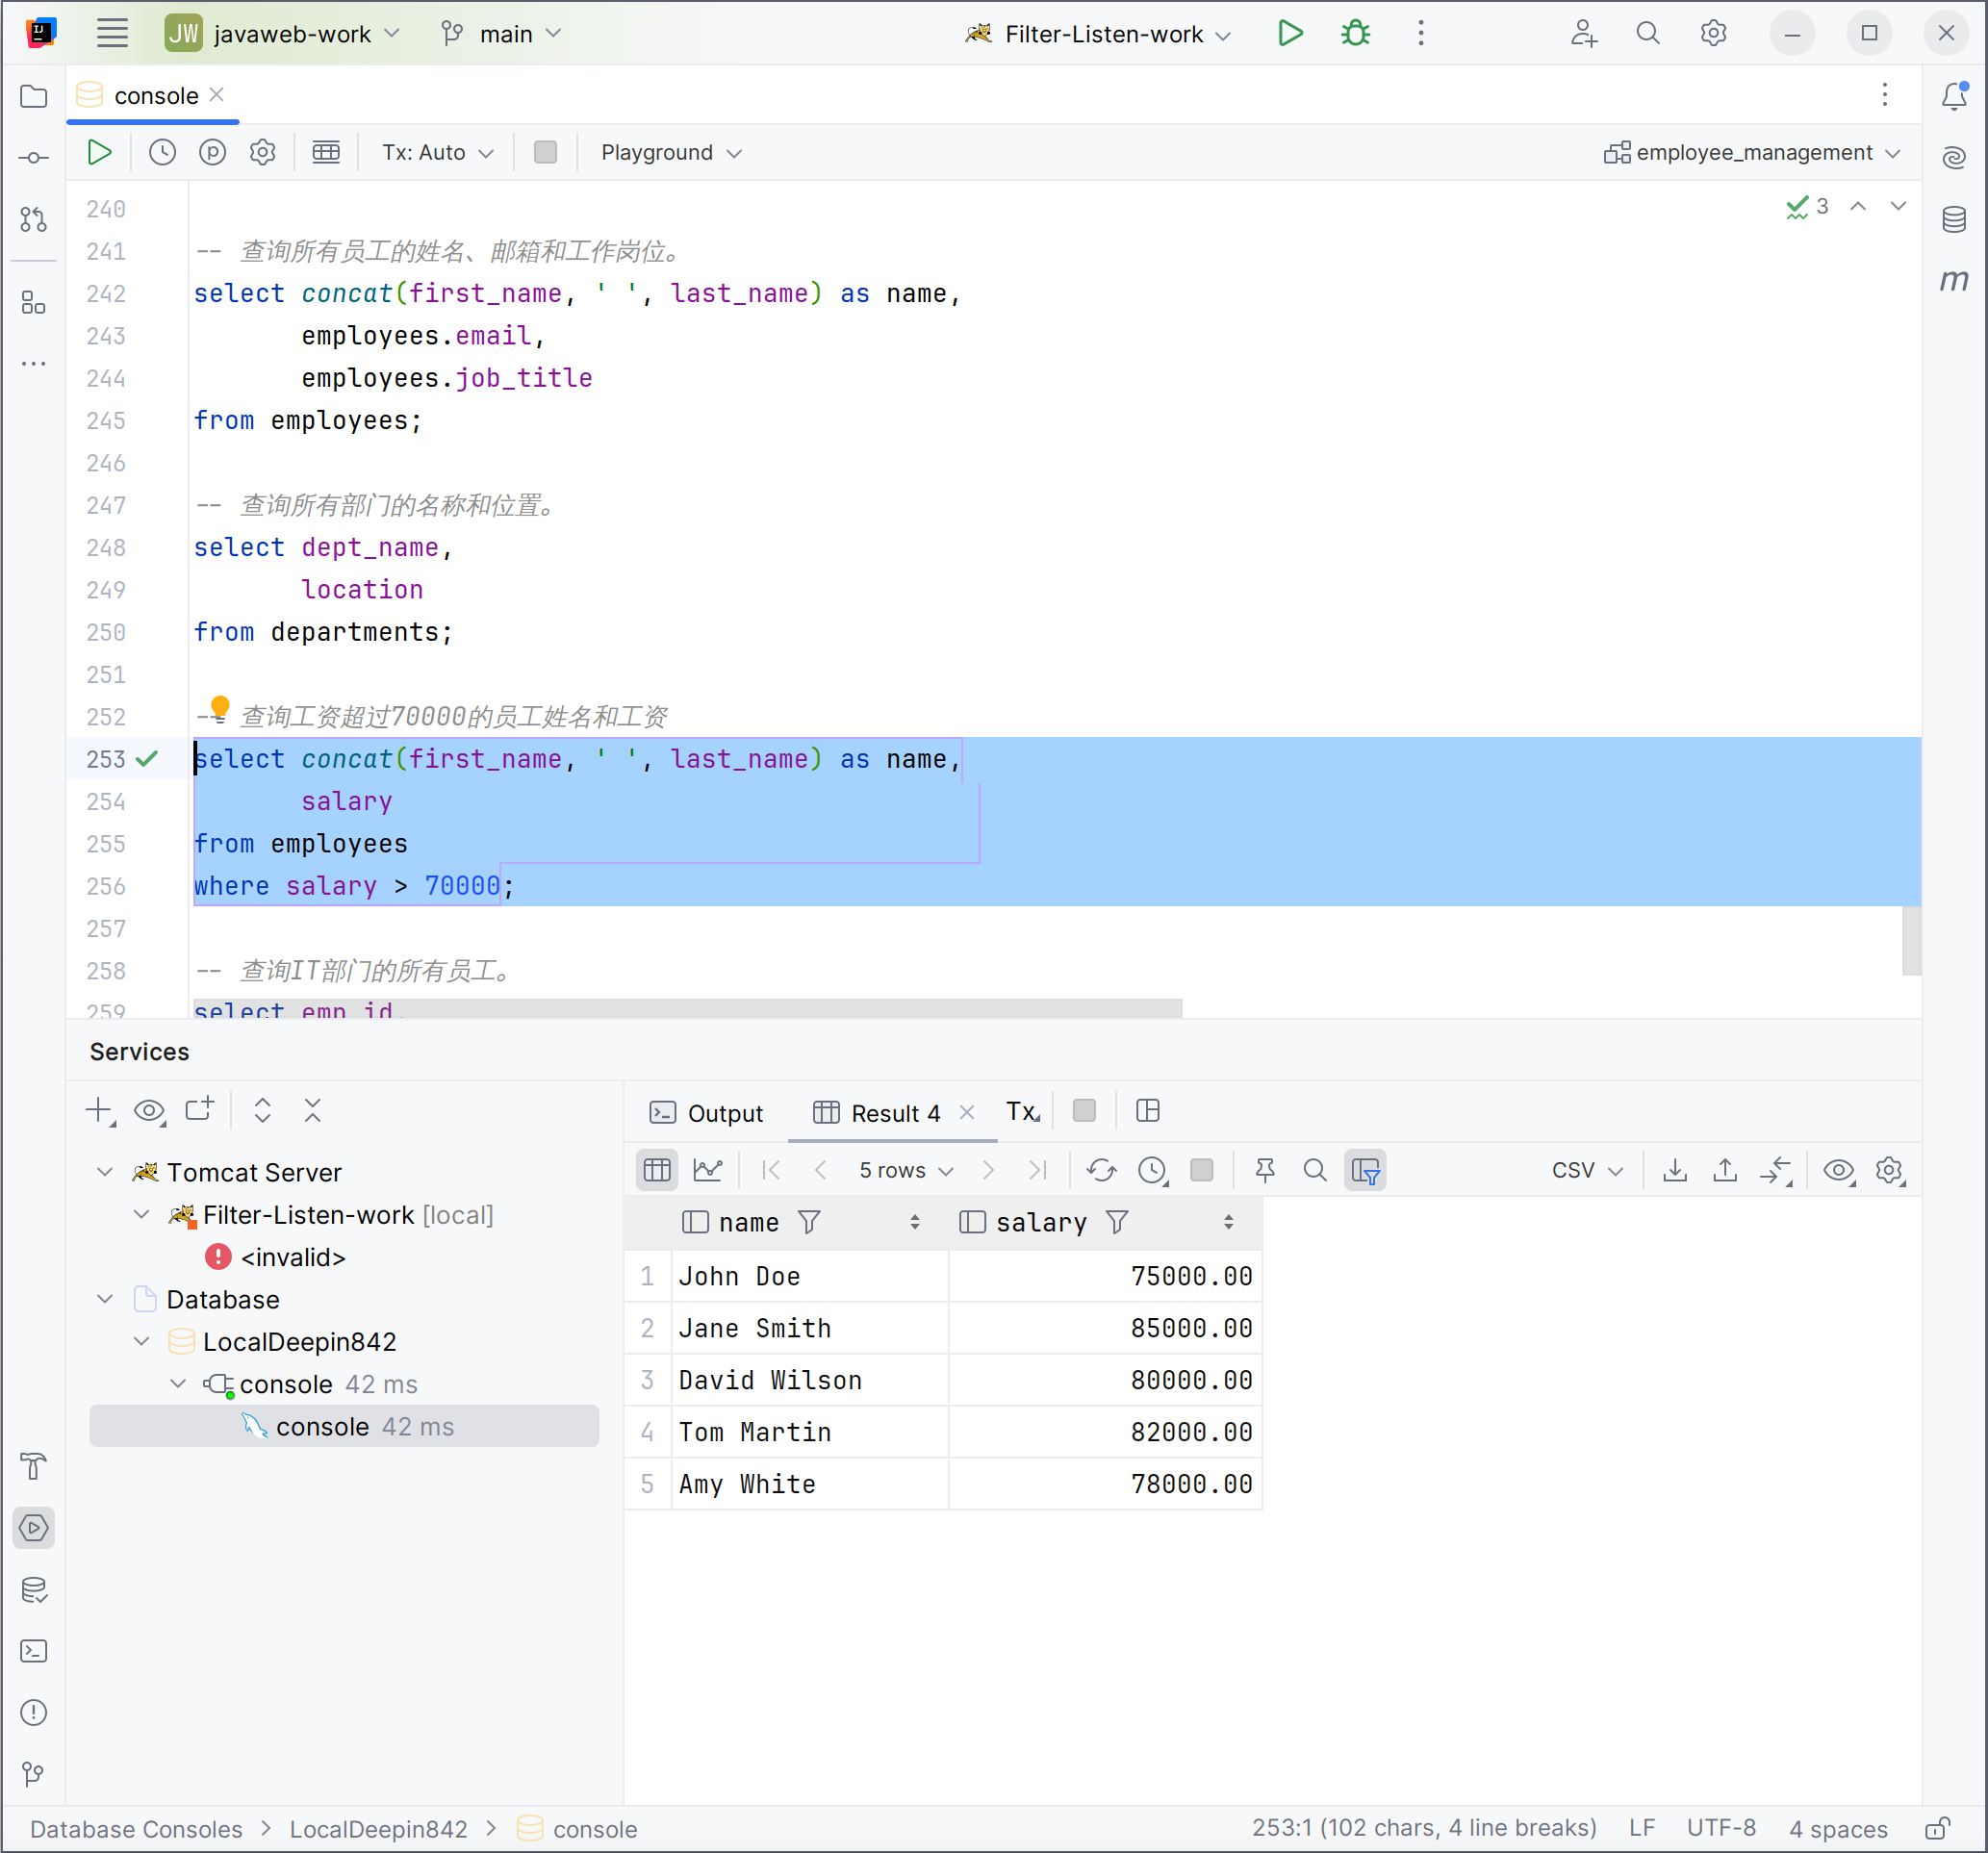 JW javaweb-work main Filter-Listen-work
console
Tx: Auto Playground employee_management
240 3
241 -- 查询所有员工的姓名、邮箱和工作岗位。
242 select concat(first_name, ' ', last_name) as name,
243 employees.email,
244 employees.job_title
245 from employees;
246
247 -- 查询所有部门的名称和位置。
248 select dept_name,
249 location
250 from departments;
251
252 -- 查询工资超过70000的员工姓名和工资
253 select concat(first_name, ' ', last_name) as name,
254 salary
255 from employees
256 where salary > 70000;
257
258 -- 查询IT部门的所有员工。
259 select emp_id,
Services
Output Result 4 Tx
5 rows CSV
Tomcat Server
Filter-Listen-work [local]
<invalid>
Database
LocalDeepin842
console 42 ms
console 42 ms
name salary
1 John Doe 75000.00
2 Jane Smith 85000.00
3 David Wilson 80000.00
4 Tom Martin 82000.00
5 Amy White 78000.00
Database Consoles > LocalDeepin842 > console 253:1 (102 chars, 4 line breaks) LF UTF-8 4 spaces